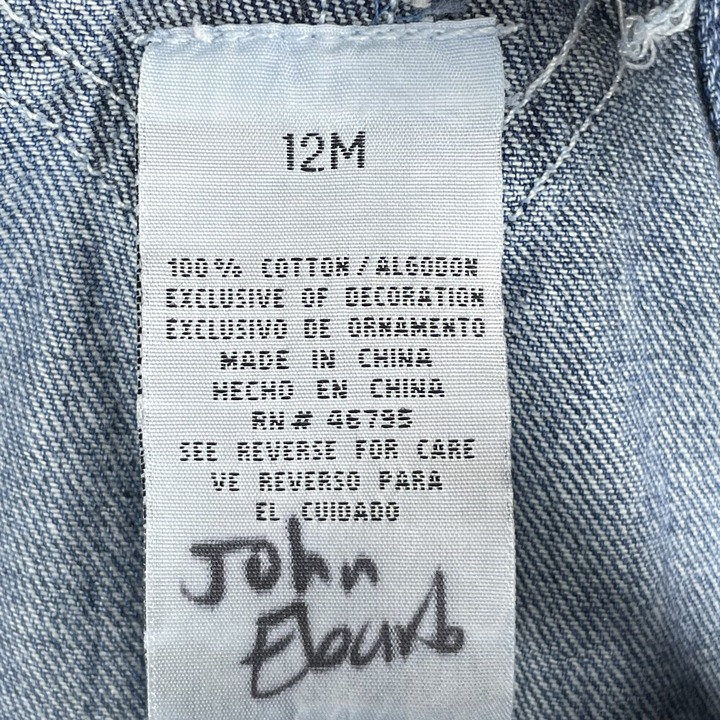 12M
100% COTTON/ALGODON
EXCLUSIVE OF DECORATION
EXCLUSIVO DE ORNAMENTO
MADE IN CHINA
HECHO EN CHINA
RN# 46795
SEE REVERSE FOR CARE
VE REVERSO PARA
EL CUIDADO
John